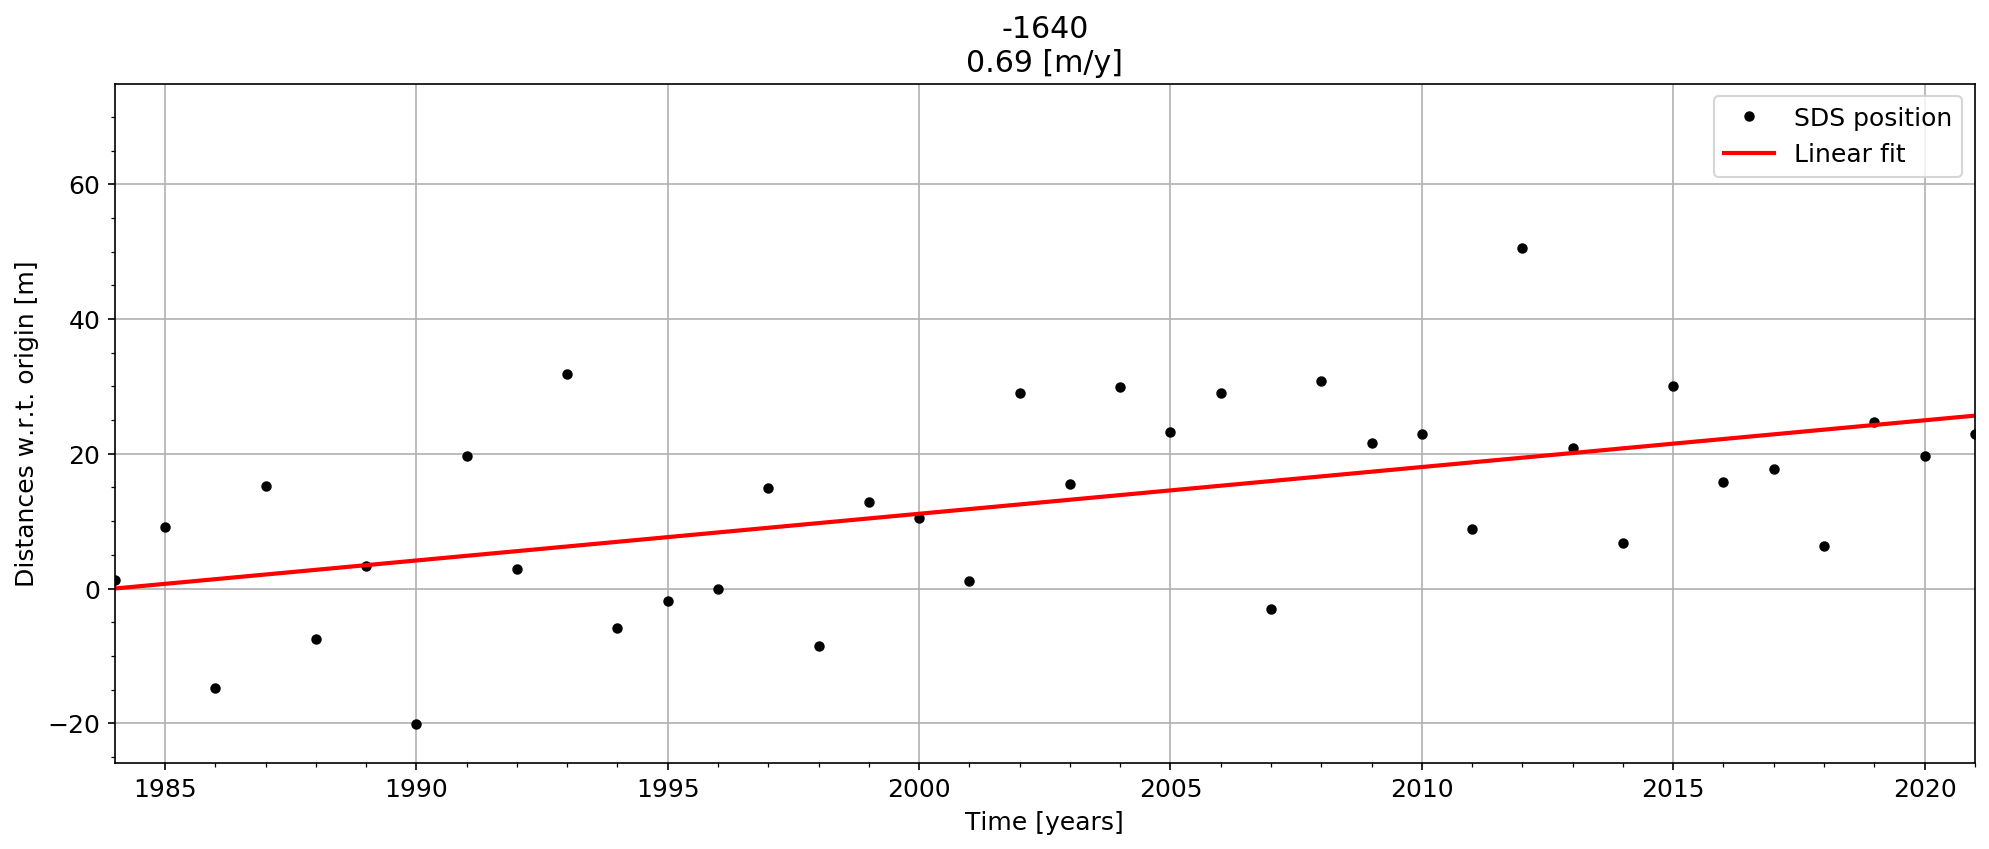 -1640
0.69 [m/y]
SDS position
Linear fit
Distances w.r.t. origin [m]
60
40
20
0
−20
1985 1990 1995 2000 2005 2010 2015 2020
Time [years]